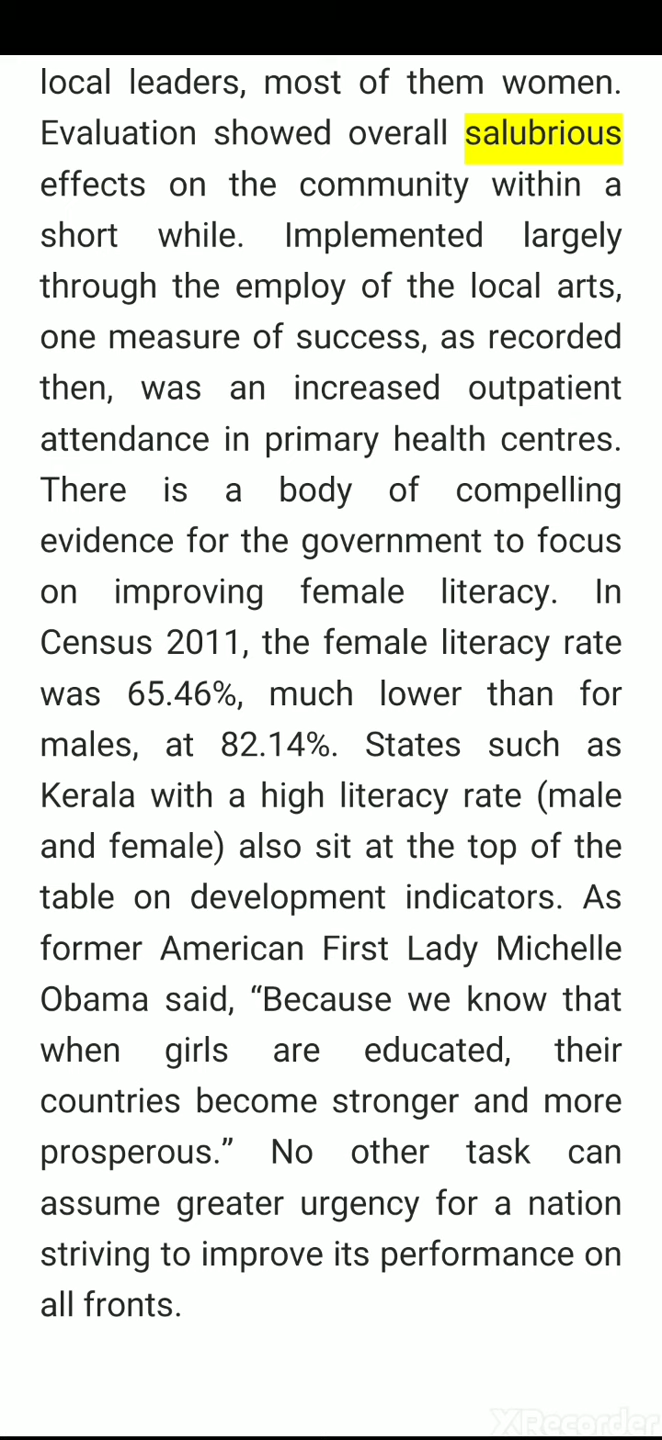 local leaders, most of them women.
Evaluation showed overall salubrious
effects on the community within a
short while. Implemented largely
through the employ of the local arts,
one measure of success, as recorded
then, was an increased outpatient
attendance in primary health centres.
There is a body of compelling
evidence for the government to focus
on improving female literacy. In
Census 2011, the female literacy rate
was 65.46%, much lower than for
males, at 82.14%. States such as
Kerala with a high literacy rate (male
and female) also sit at the top of the
table on development indicators. As
former American First Lady Michelle
Obama said, “Because we know that
when girls are educated, their
countries become stronger and more
prosperous.” No other task can
assume greater urgency for a nation
striving to improve its performance on
all fronts.
XRecorder